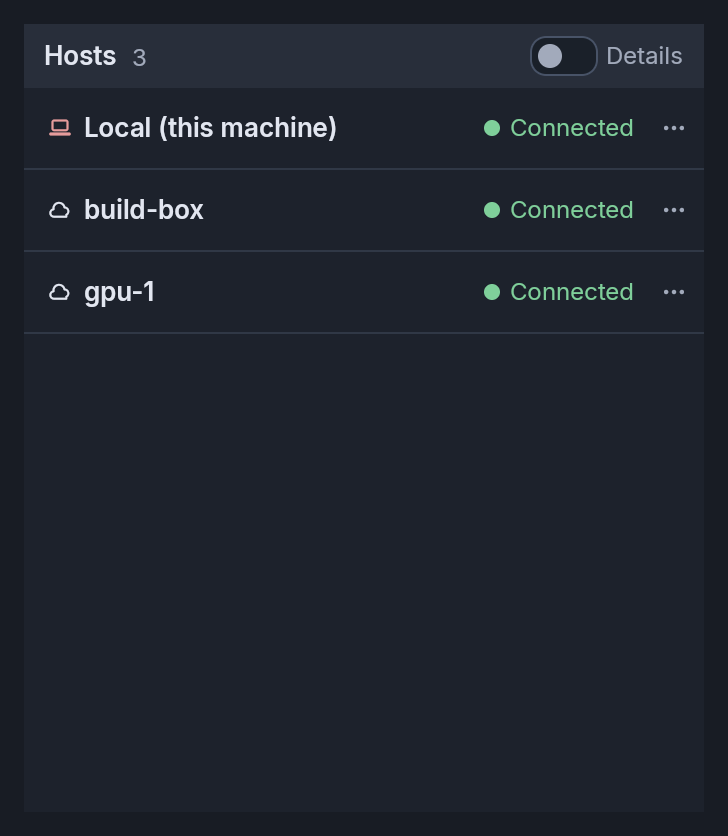 Hosts 3 Details
Local (this machine) Connected
build-box Connected
gpu-1 Connected